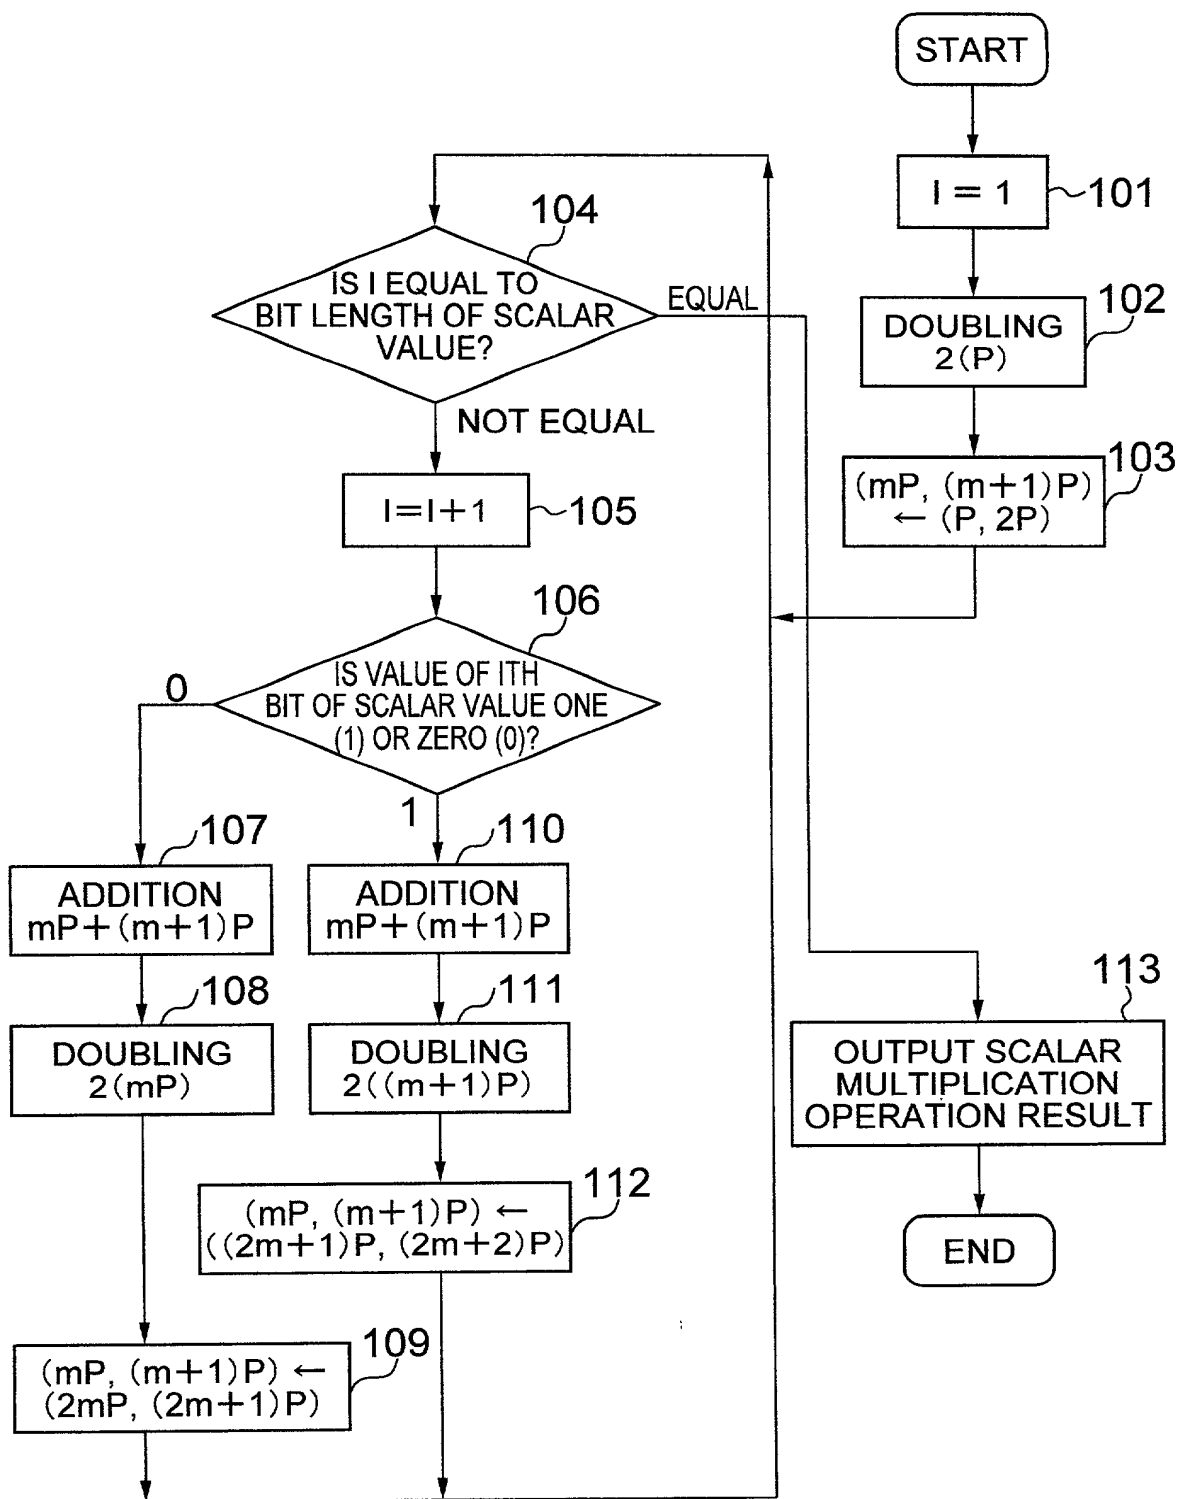 START
I = 1
101
DOUBLING
2(P)
102
(mP, (m+1)P)
← (P, 2P)
103
104
IS I EQUAL TO
BIT LENGTH OF SCALAR
VALUE?
EQUAL
NOT EQUAL
I=I+1
105
106
IS VALUE OF ITH
BIT OF SCALAR VALUE ONE
(1) OR ZERO (0)?
0
1
107
ADDITION
mP+(m+1)P
108
DOUBLING
2(mP)
109
(mP, (m+1)P) ←
(2mP, (2m+1)P)
110
ADDITION
mP+(m+1)P
111
DOUBLING
2((m+1)P)
112
(mP, (m+1)P) ←
((2m+1)P, (2m+2)P)
113
OUTPUT SCALAR
MULTIPLICATION
OPERATION RESULT
END